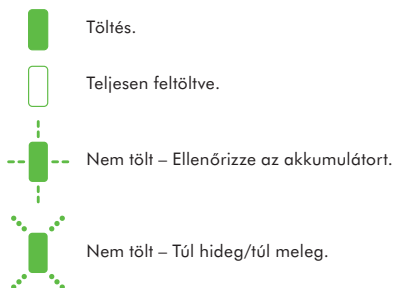 Töltés.
Teljesen feltöltve.
Nem tölt – Ellenőrizze az akkumulátort.
Nem tölt – Túl hideg/túl meleg.